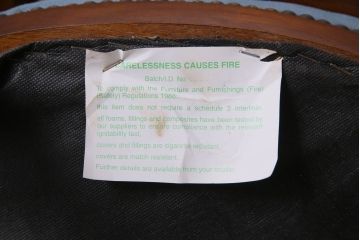 CARELESSNESS CAUSES FIRE
Batch/I.D. No
To comply with the Furniture and Furnishings (Fire)
(Safety) Regulations 1988
this item does not require a schedule 3 interliner.
all foams, fillings and composites have been tested by
our suppliers to ensure compliance with the relevant
ignitability test.
covers and fillings are cigarette resistant.
covers are match resistant.
Further details are available from your retailer